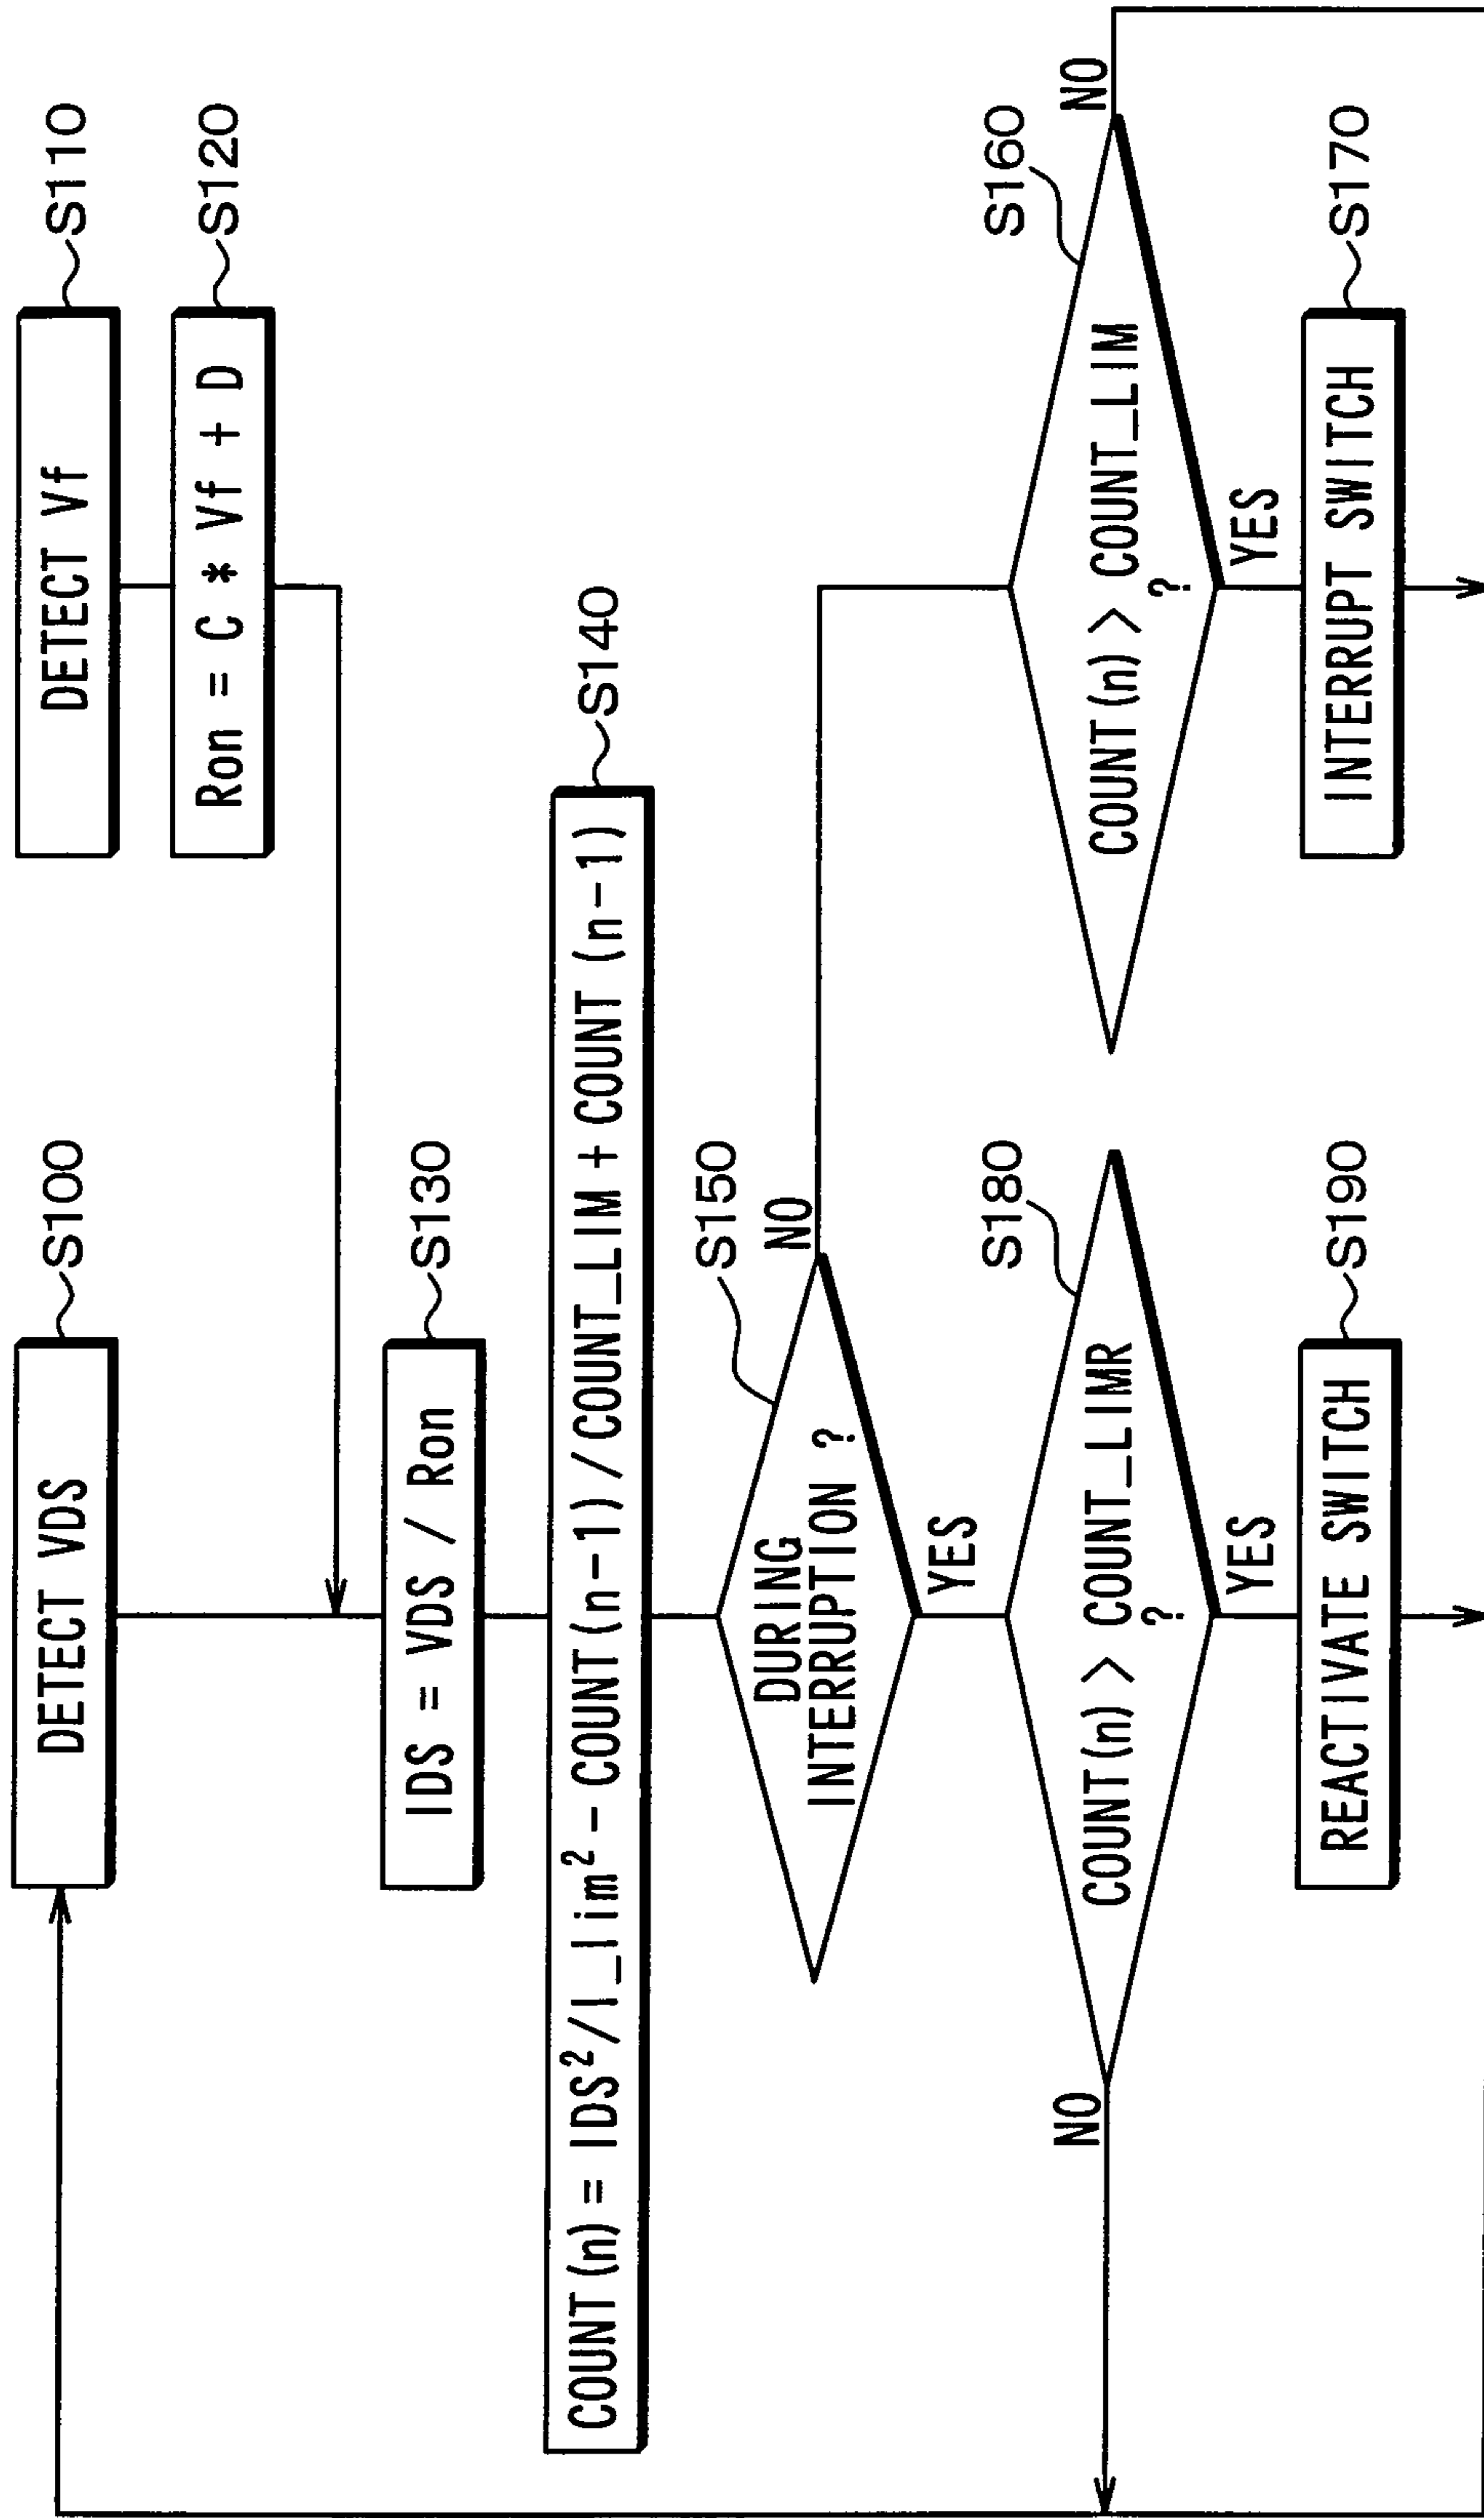 DETECT VDS
S100
DETECT Vf
S110
Ron = C * Vf + D
S120
IDS = VDS / Ron
S130
COUNT (n) = IDS²/I_lim² - COUNT (n-1) /COUNT_LIM + COUNT (n-1)
S140
DURING
INTERRUPTION ?
S150
NO
YES
COUNT (n) > COUNT_LIM
?
S160
NO
YES
INTERRUPT SWITCH
S170
COUNT (n) > COUNT_LIMR
?
S180
NO
YES
REACTIVATE SWITCH
S190